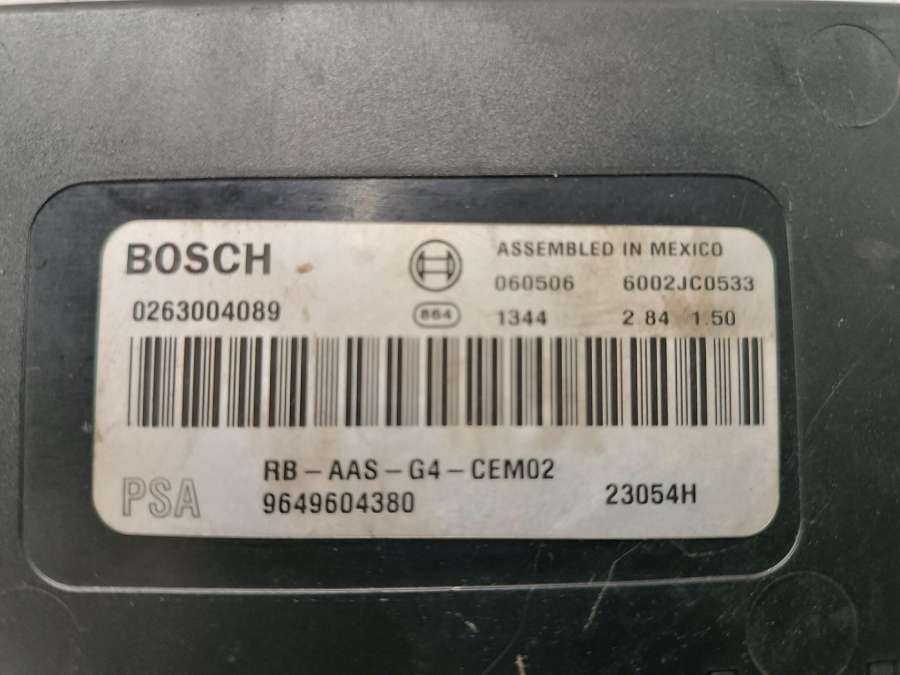 BOSCH
ASSEMBLED IN MEXICO
060506 6002JC0533
0263004089
864
1344 2.84 1.50
RB-AAS-G4-CEM02
PSA
9649604380
23054H